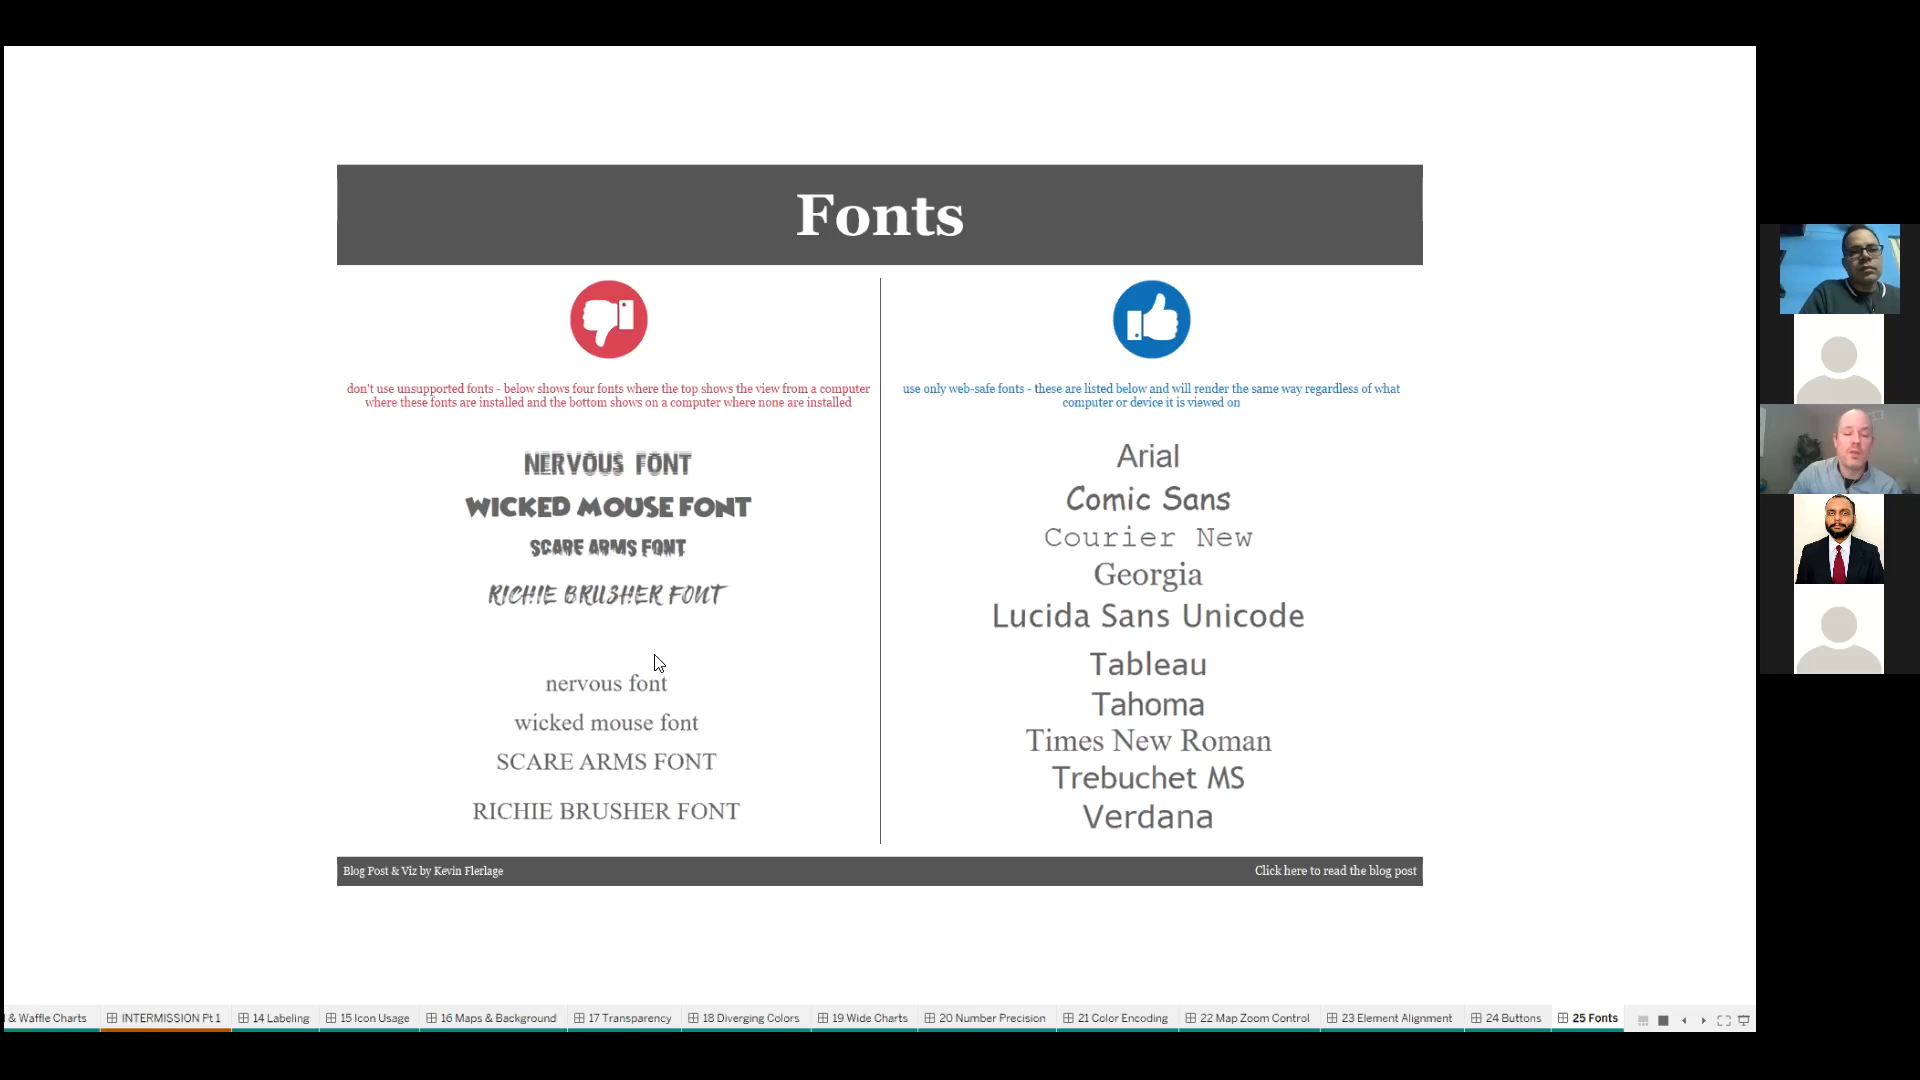 Fonts
don't use unsupported fonts - below shows four fonts where the top shows the view from a computer
where these fonts are installed and the bottom shows on a computer where none are installed
NERVOUS FONT
WICKED MOUSE FONT
SCARE ARMS FONT
RICHIE BRUSHER FONT
nervous font
wicked mouse font
SCARE ARMS FONT
RICHIE BRUSHER FONT
use only web-safe fonts - these are listed below and will render the same way regardless of what
computer or device it is viewed on
Arial
Comic Sans
Courier New
Georgia
Lucida Sans Unicode
Tableau
Tahoma
Times New Roman
Trebuchet MS
Verdana
Blog Post & Viz by Kevin Flerlage
Click here to read the blog post
& Waffle Charts
INTERMISSION Pt 1
14 Labeling
15 Icon Usage
16 Maps & Background
17 Transparency
18 Diverging Colors
19 Wide Charts
20 Number Precision
21 Color Encoding
22 Map Zoom Control
23 Element Alignment
24 Buttons
25 Fonts